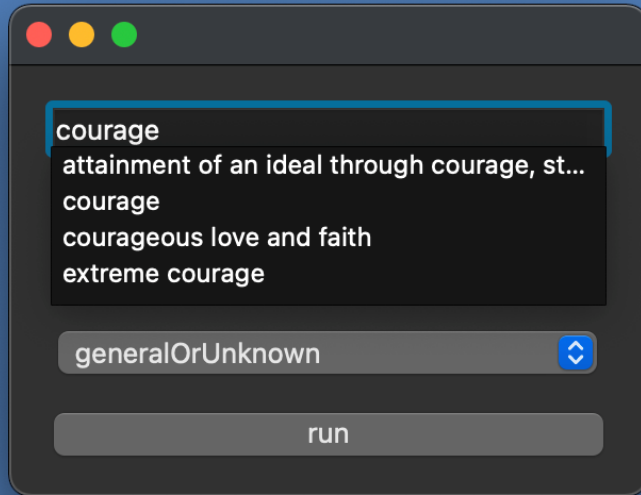 courage
attainment of an ideal through courage, st...
courage
courageous love and faith
extreme courage
generalOrUnknown
run